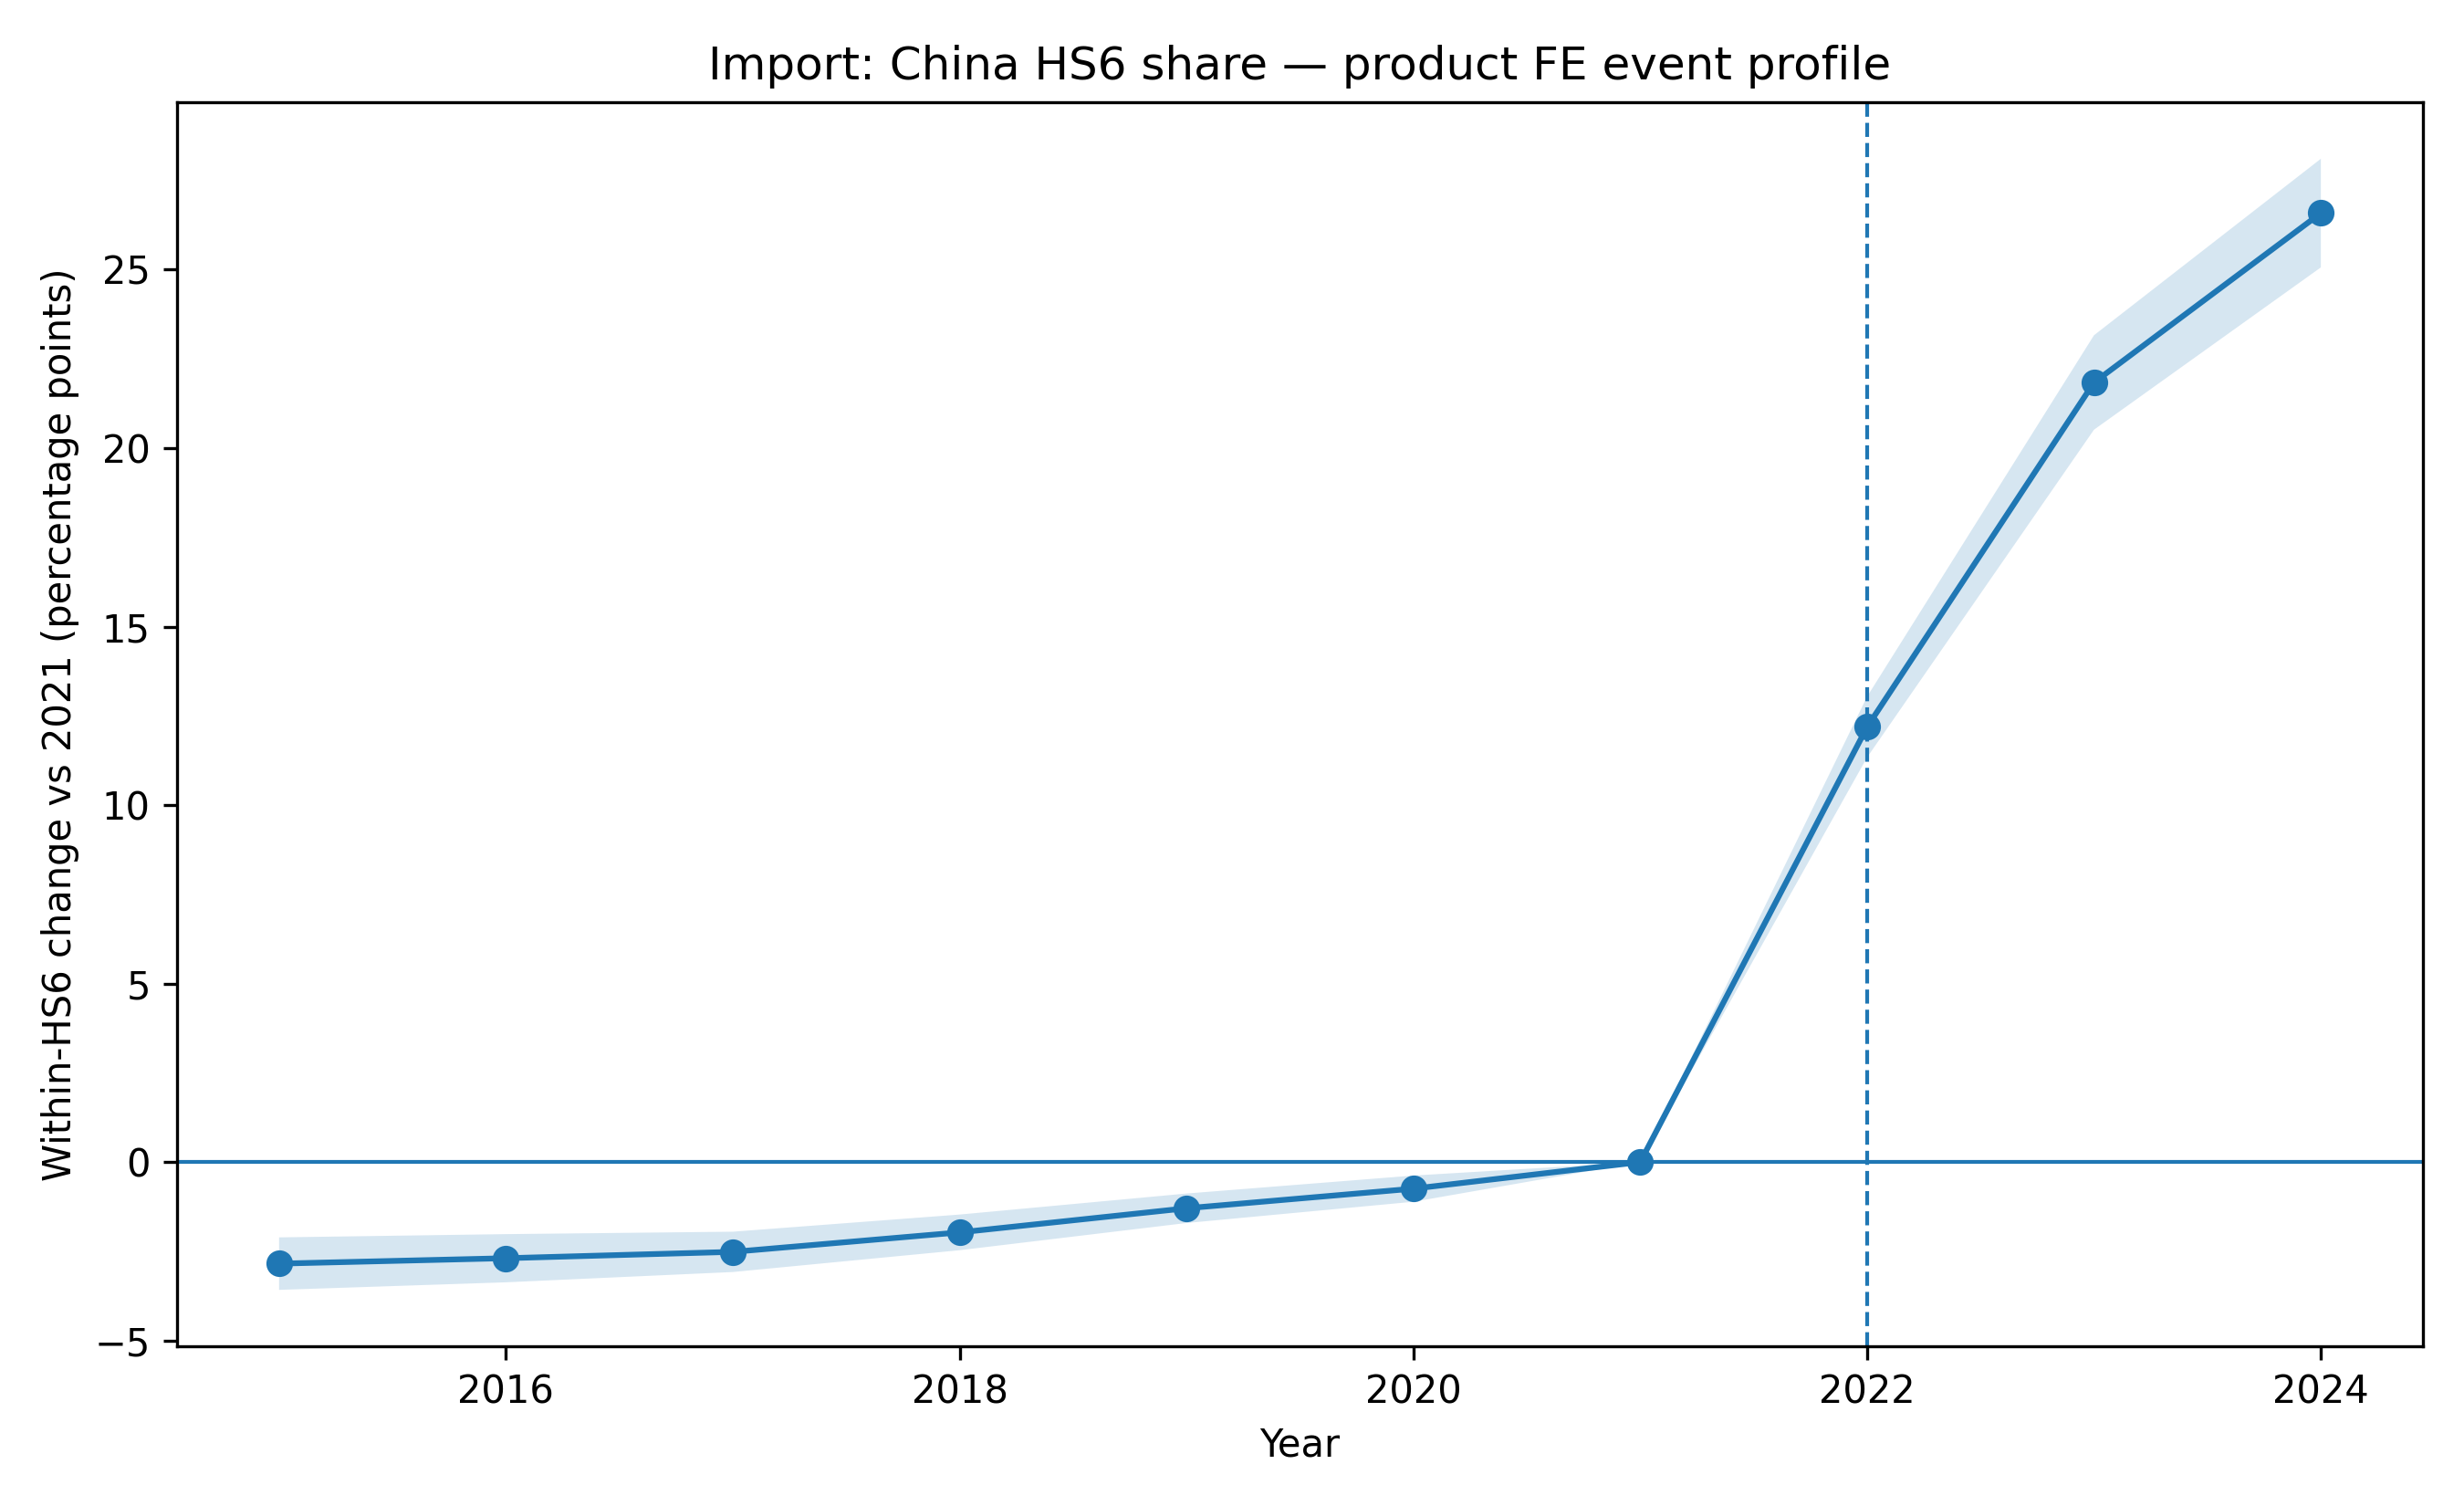 Import: China HS6 share — product FE event profile
Within-HS6 change vs 2021 (percentage points)
25
20
15
10
5
0
−5
2016 2018 2020 2022 2024
Year